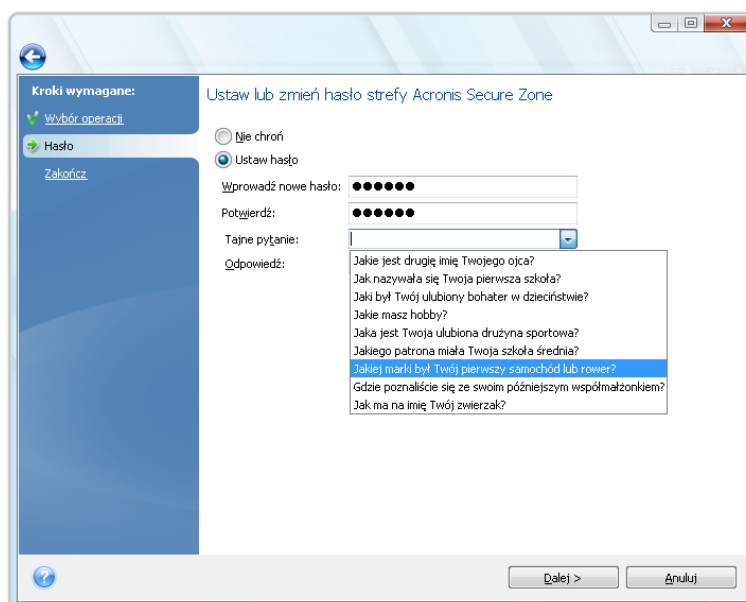 Kroki wymagane:
Wybór operacji
Hasło
Zakończ
Ustaw lub zmień hasło strefy Acronis Secure Zone
Nie chroń
Ustaw hasło
Wprowadź nowe hasło: ●●●●●●
Potwierdź: ●●●●●●
Tajne pytanie:
Odpowiedź:
Jakie jest drugię imię Twojego ojca?
Jak nazywała się Twoja pierwsza szkoła?
Jaki był Twój ulubiony bohater w dzieciństwie?
Jakie masz hobby?
Jaka jest Twoja ulubiona drużyna sportowa?
Jakiego patrona miała Twoja szkoła średnia?
Jakiej marki był Twój pierwszy samochód lub rower?
Gdzie poznaliście się ze swoim późniejszym współmałżonkiem?
Jak ma na imię Twój zwierzak?
Dalej >
Anuluj